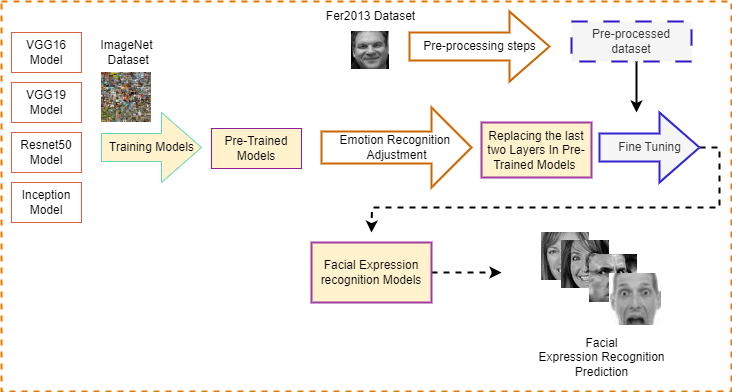 Fer2013 Dataset
Pre-processing steps
Pre-processed
dataset
VGG16
Model
VGG19
Model
Resnet50
Model
Inception
Model
ImageNet
Dataset
Training Models
Pre-Trained
Models
Emotion Recognition
Adjustment
Replacing the last
two Layers In Pre-
Trained Models
Fine Tuning
Facial Expression
recognition Models
Facial
Expression Recognition
Prediction